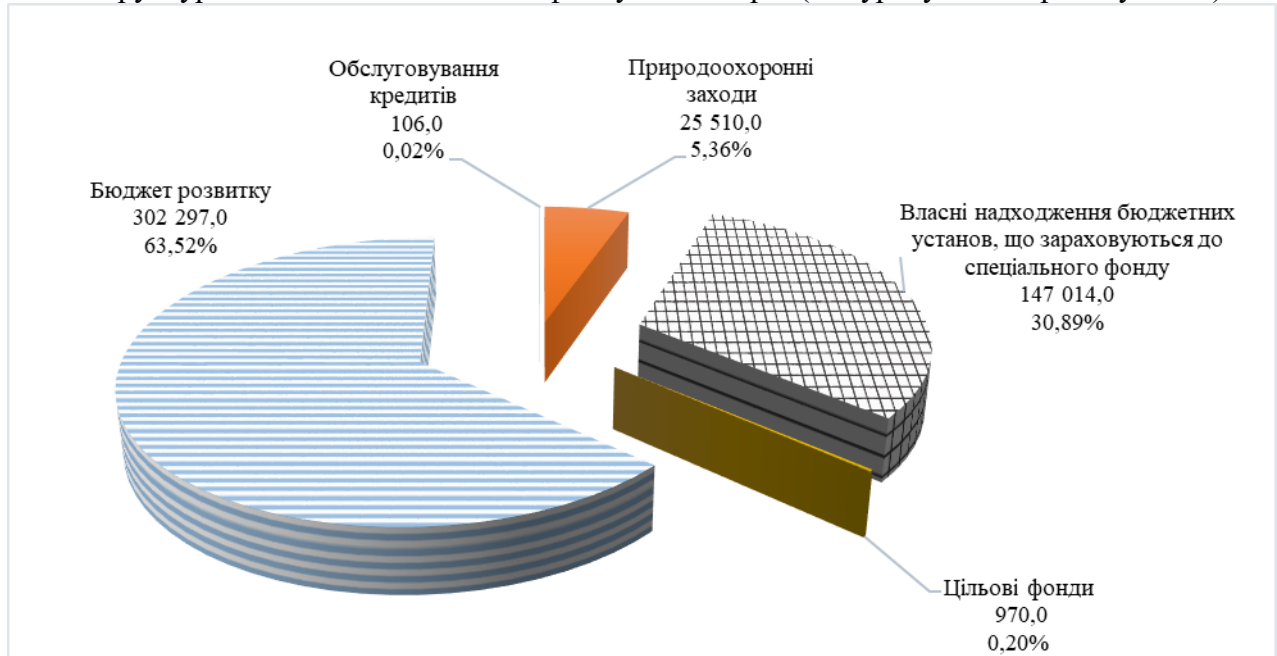 Обслуговування
кредитів
106,0
0,02%
Природоохоронні
заходи
25 510,0
5,36%
Бюджет розвитку
302 297,0
63,52%
Власні надходження бюджетних
установ, що зараховуються до
спеціального фонду
147 014,0
30,89%
Цільові фонди
970,0
0,20%